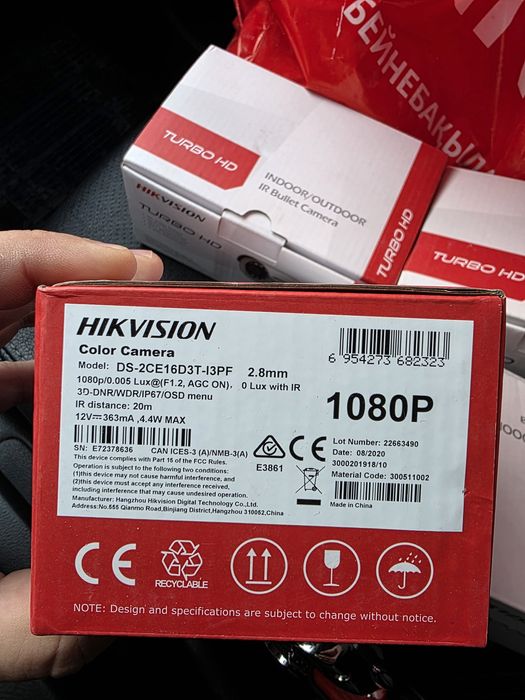 БЕЙНЕБАҚЫЛ
TURBO HD
INDOOR/OUTDOOR
IR Bullet Camera
HIKVISION
TURBO HD
TURBO HD
TURBO HD
HIKVISION
Color Camera
Model: DS-2CE16D3T-I3PF 2.8mm
1080p/0.005 Lux@(F1.2, AGC ON), 0 Lux with IR
3D-DNR/WDR/IP67/OSD menu
IR distance: 20m
12V⎓363mA ,4.4W MAX
6 954273 682323
1080P
SN: E72378636 CAN ICES-3 (A)/NMB-3(A)
This device complies with Part 15 of the FCC Rules.
Operation is subject to the following two conditions:
(1)this device may not cause harmful interference, and
(2)this device must accept any interference received,
including interference that may cause undesired operation.
Manufacturer: Hangzhou Hikvision Digital Technology Co.,Ltd.
Address:No.555, Qianmo Road,Binjiang District,Hangzhou 310052,China
E3861
CE
Lot Number: 22663490
Date: 08/2020
3000201918/10
Material Code: 300511002
Made in China
CE
RECYCLABLE
NOTE: Design and specifications are subject to change without notice.